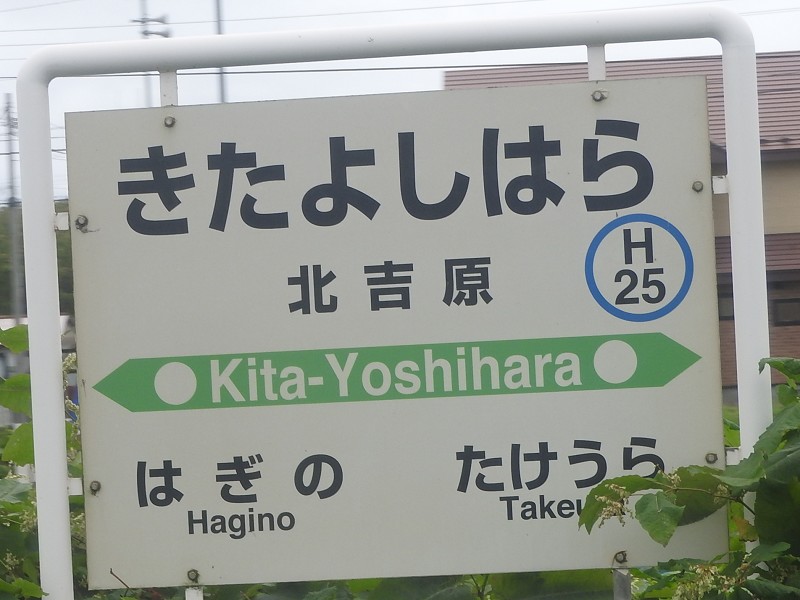 きたよしはら
北吉原
H
25
Kita-Yoshihara
はぎの たけうら
Hagino